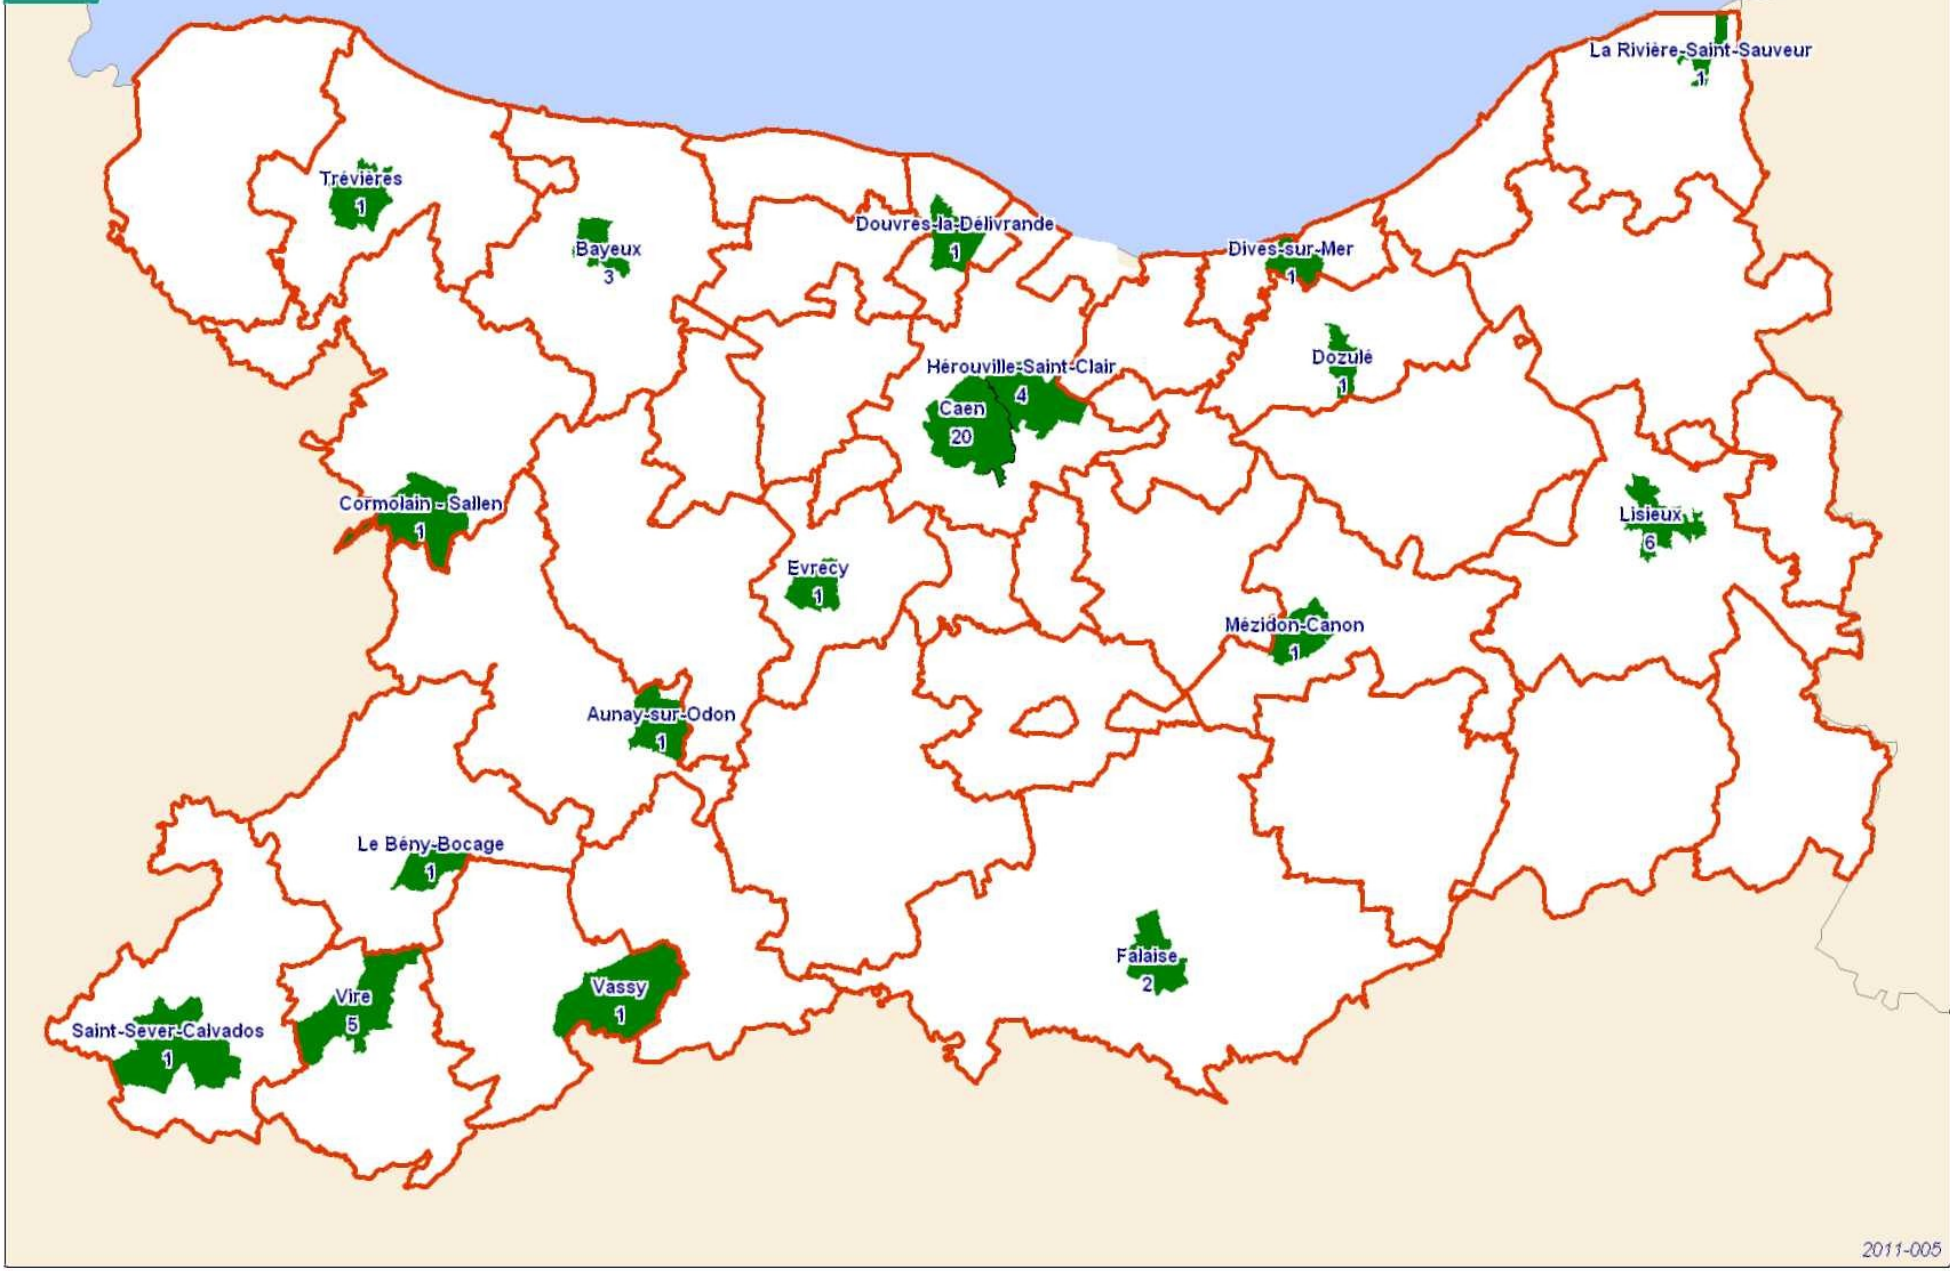 La Rivière-Saint-Sauveur
1
Trévières
1
Bayeux
3
Douvres-la-Délivrande
1
Dives-sur-Mer
1
Dozulé
1
Hérouville-Saint-Clair
4
Caen
20
Cormolain - Sallen
1
Lisieux
6
Evrecy
1
Mézidon-Canon
1
Aunay-sur-Odon
1
Le Bény-Bocage
1
Falaise
2
Vassy
1
Vire
5
Saint-Sever-Calvados
1
2011-005